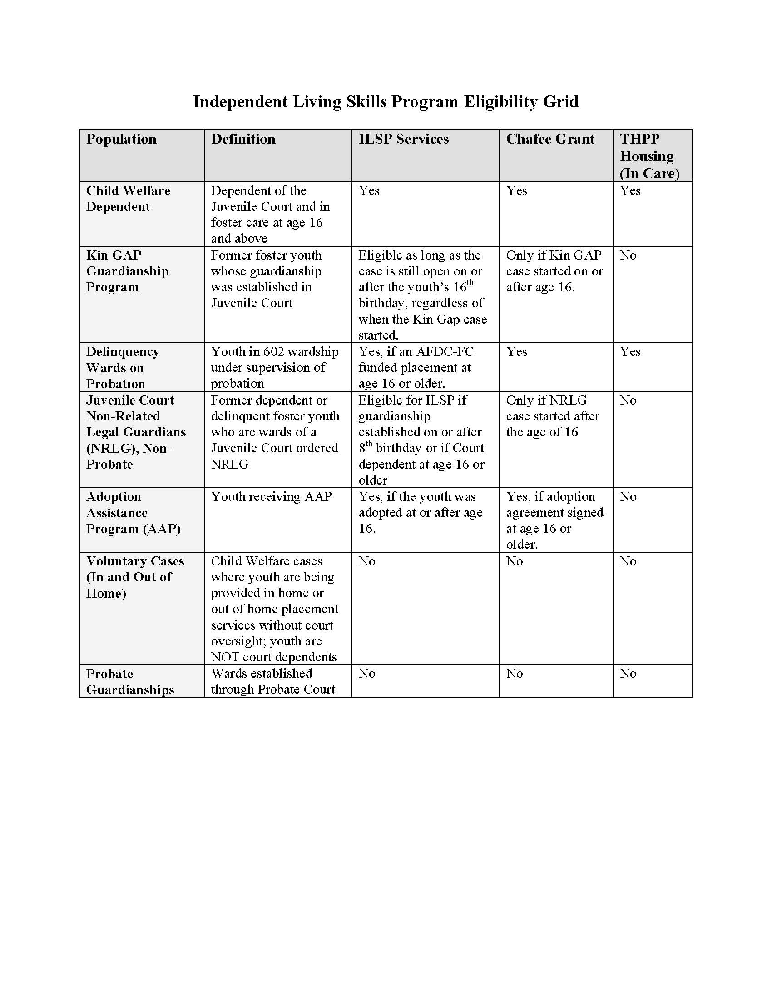 Independent Living Skills Program Eligibility Grid
Population
Definition
ILSP Services
Chafee Grant
THPP
Housing
(In Care)
Child Welfare
Dependent
Dependent of the
Juvenile Court and in
foster care at age 16
and above
Yes
Yes
Yes
Kin GAP
Guardianship
Program
Former foster youth
whose guardianship
was established in
Juvenile Court
Eligible as long as the
case is still open on or
after the youth’s 16th
birthday, regardless of
when the Kin Gap case
started.
Only if Kin GAP
case started on or
after age 16.
No
Delinquency
Wards on
Probation
Youth in 602 wardship
under supervision of
probation
Yes, if an AFDC-FC
funded placement at
age 16 or older.
Yes
Yes
Juvenile Court
Non-Related
Legal Guardians
(NRLG), Non-
Probate
Former dependent or
delinquent foster youth
who are wards of a
Juvenile Court ordered
NRLG
Eligible for ILSP if
guardianship
established on or after
8th birthday or if Court
dependent at age 16 or
older
Only if NRLG
case started after
the age of 16
No
Adoption
Assistance
Program (AAP)
Youth receiving AAP
Yes, if the youth was
adopted at or after age
16.
Yes, if adoption
agreement signed
at age 16 or
older.
No
Voluntary Cases
(In and Out of
Home)
Child Welfare cases
where youth are being
provided in home or
out of home placement
services without court
oversight; youth are
NOT court dependents
No
No
No
Probate
Guardianships
Wards established
through Probate Court
No
No
No